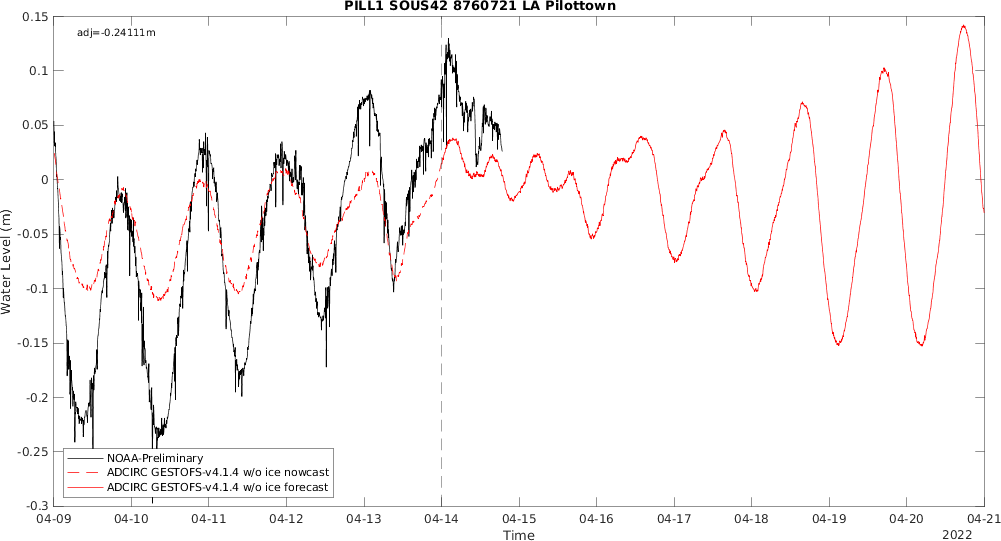 PILL1 SOUS42 8760721 LA Pilottown
adj=-0.24111m
0.15
0.1
0.05
0
-0.05
-0.1
-0.15
-0.2
-0.25
-0.3
Water Level (m)
NOAA-Preliminary
ADCIRC GESTOFS-v4.1.4 w/o ice nowcast
ADCIRC GESTOFS-v4.1.4 w/o ice forecast
04-09 04-10 04-11 04-12 04-13 04-14 04-15 04-16 04-17 04-18 04-19 04-20 04-21
Time
2022